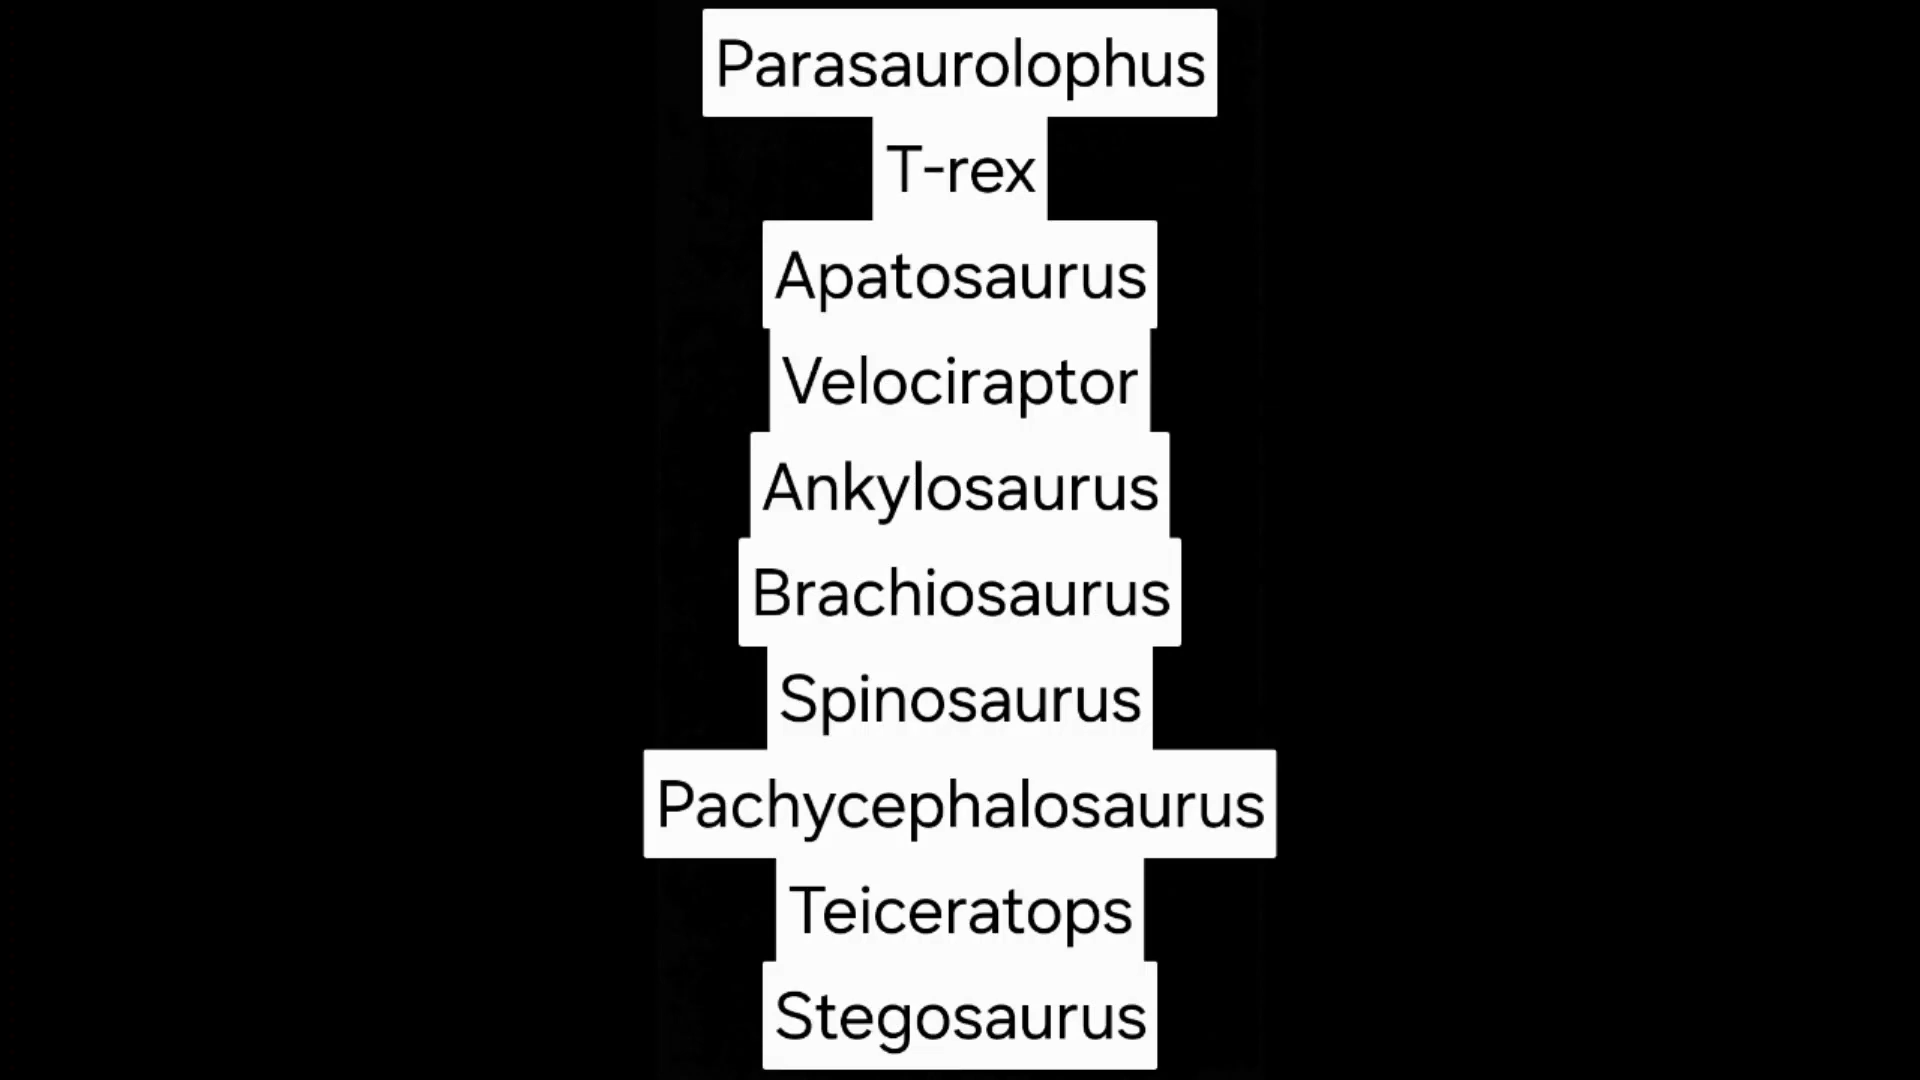 Parasaurolophus
T-rex
Apatosaurus
Velociraptor
Ankylosaurus
Brachiosaurus
Spinosaurus
Pachycephalosaurus
Teiceratops
Stegosaurus